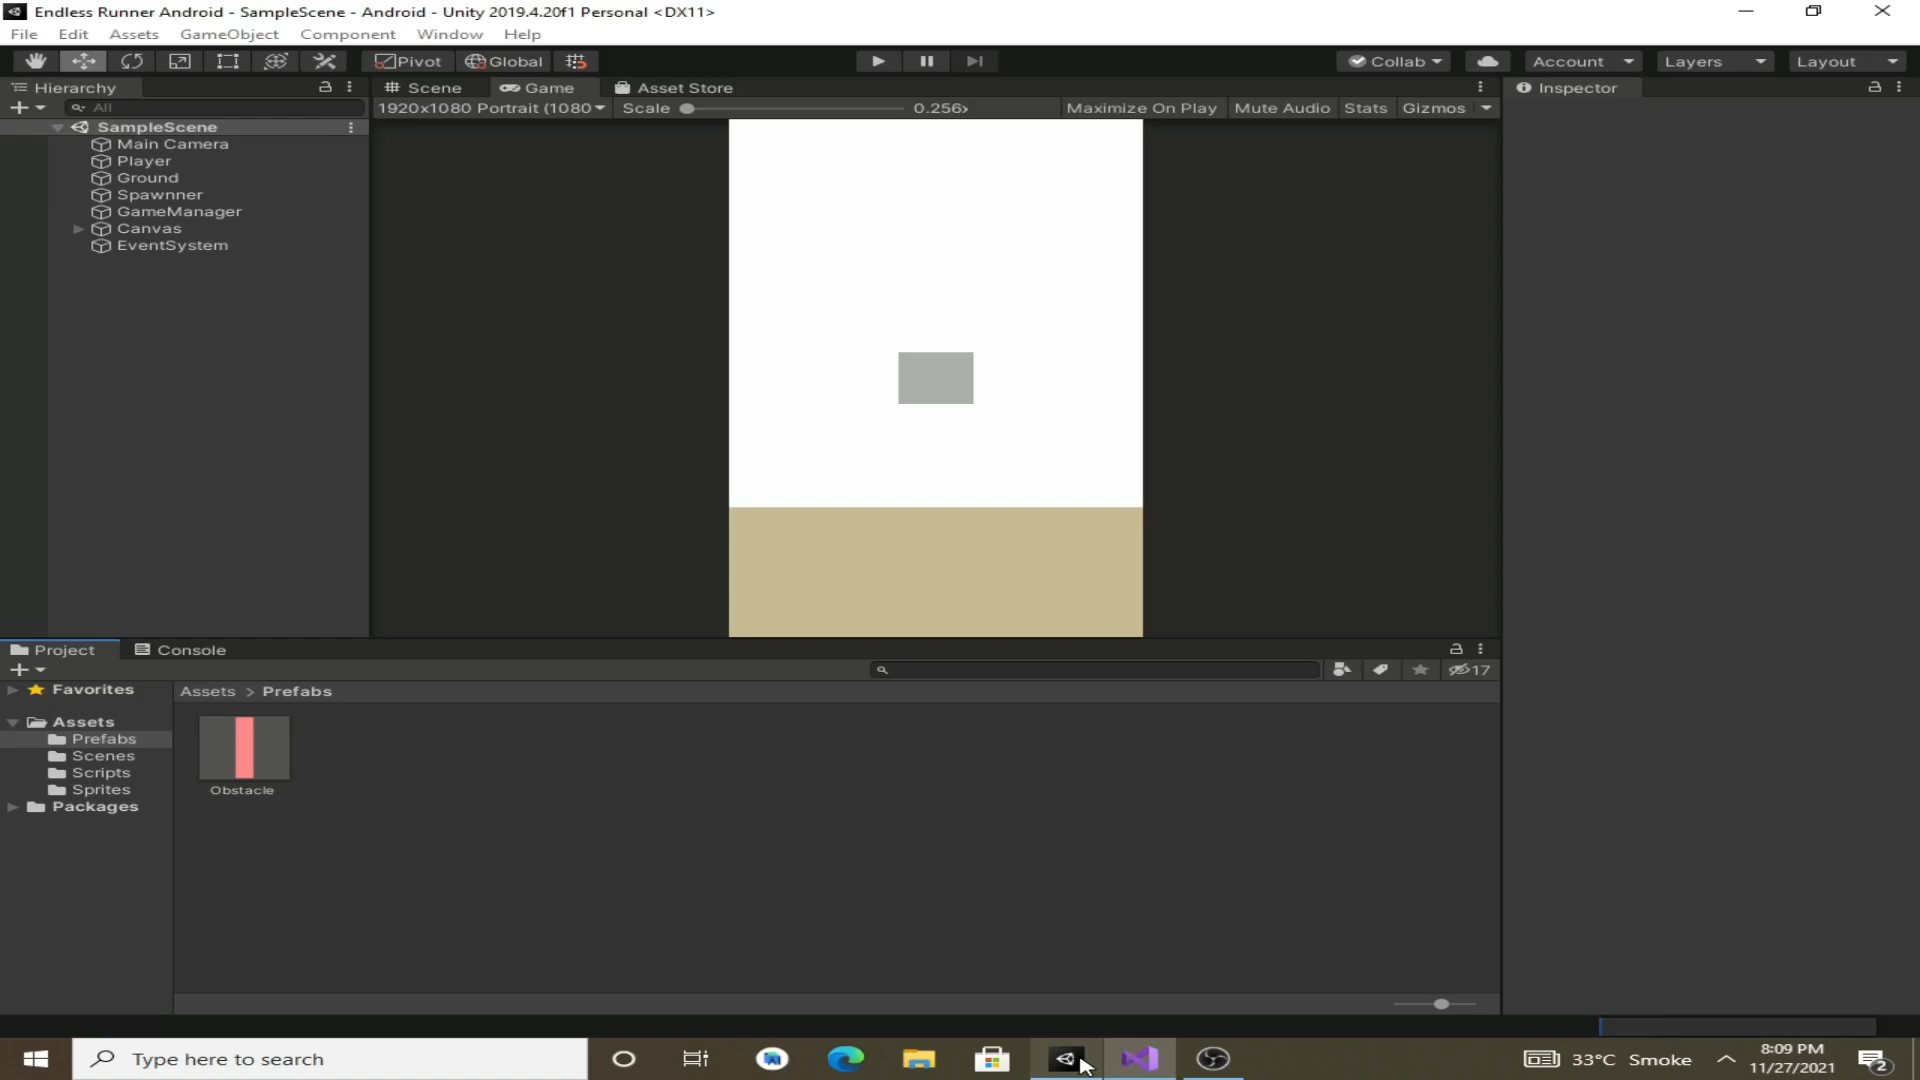 Endless Runner Android - SampleScene - Android - Unity 2019.4.20f1 Personal <DX11>
File Edit Assets GameObject Component Window Help
Pivot Global Collab Account Layers Layout
Hierarchy
Scene Game Asset Store
Inspector
All
1920x1080 Portrait (1080 Scale 0.256› Maximize On Play Mute Audio Stats Gizmos
SampleScene
Main Camera
Player
Ground
Spawnner
GameManager
Canvas
EventSystem
Project Console
17
Favorites
Assets > Prefabs
Assets
Prefabs
Scenes
Scripts
Sprites
Packages
Obstacle
Type here to search
33°C Smoke
8:09 PM
11/27/2021
2